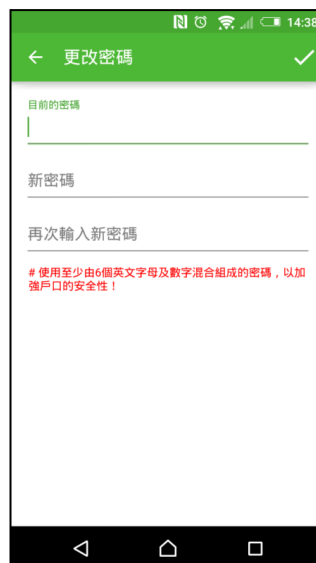 14:38
更改密碼
目前的密碼
新密碼
再次輸入新密碼
# 使用至少由6個英文字母及數字混合組成的密碼，以加
強戶口的安全性！